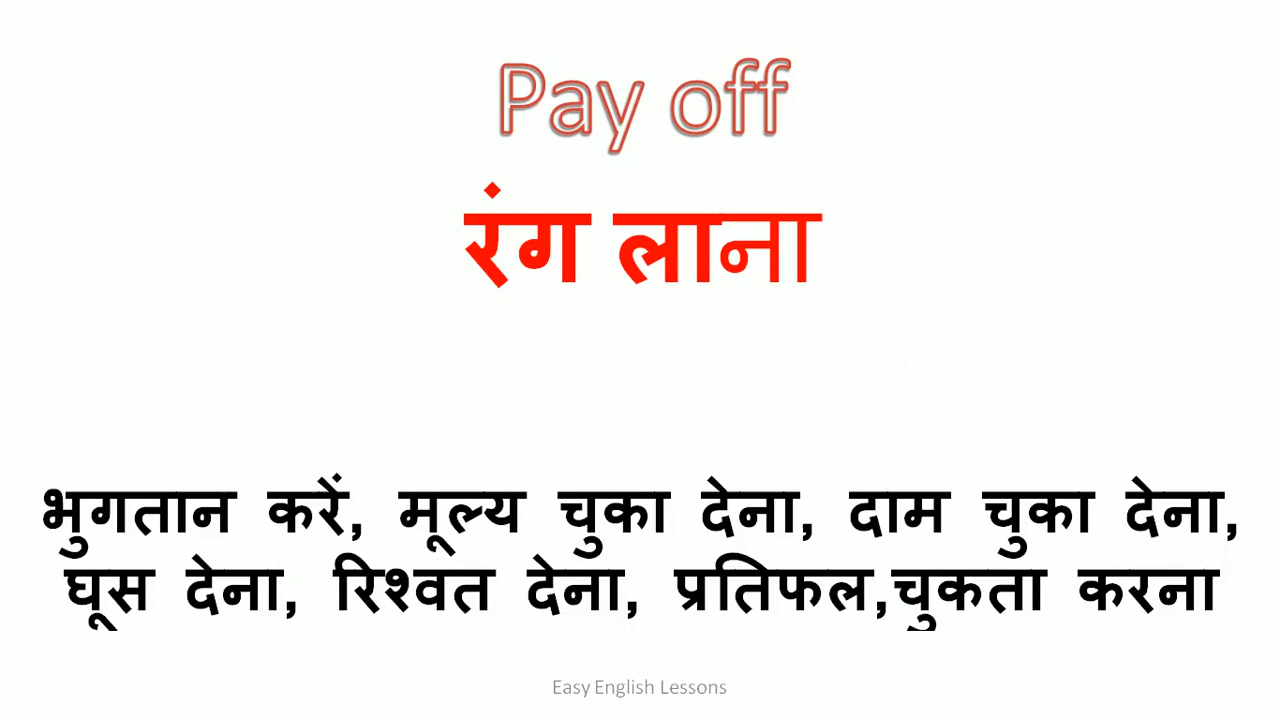 Pay off
रंग लाना
भुगतान करें, मूल्य चुका देना, दाम चुका देना,
घूस देना, रिश्वत देना, प्रतिफल,चुकता करना
Easy English Lessons